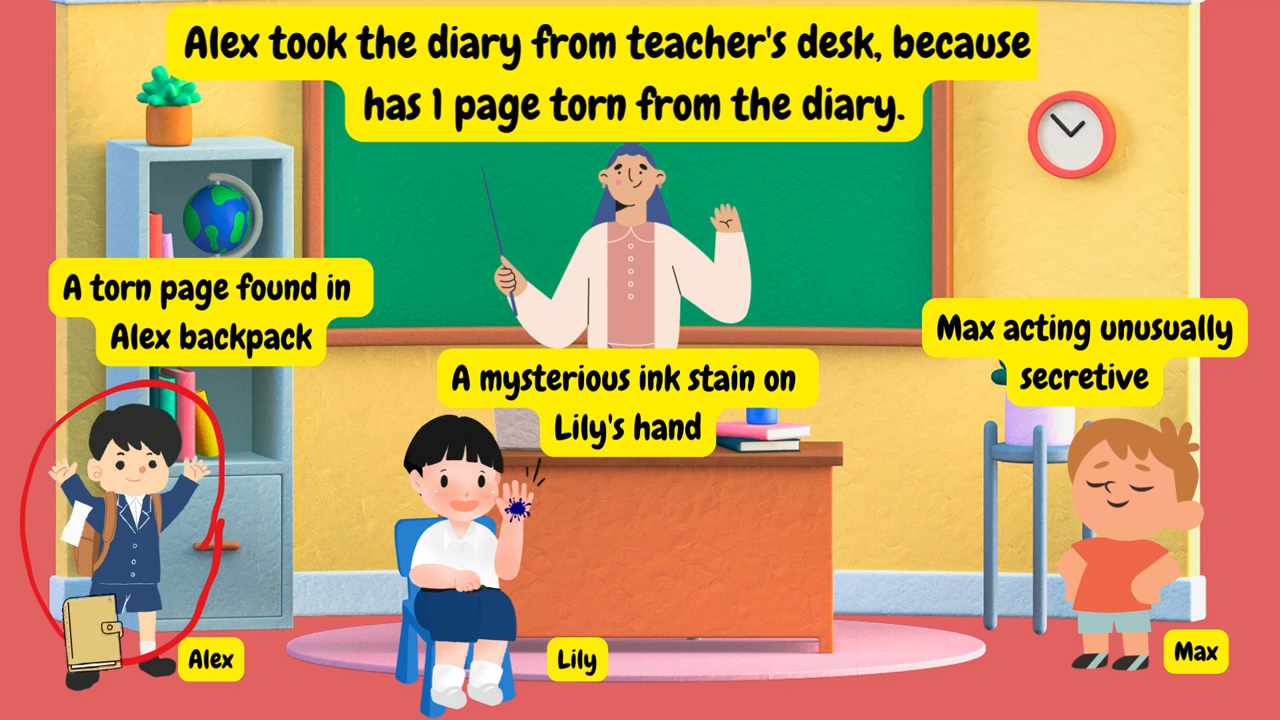 Alex took the diary from teacher's desk, because
has 1 page torn from the diary.
A torn page found in
Alex backpack
A mysterious ink stain on
Lily's hand
Max acting unusually
secretive
Alex
Lily
Max